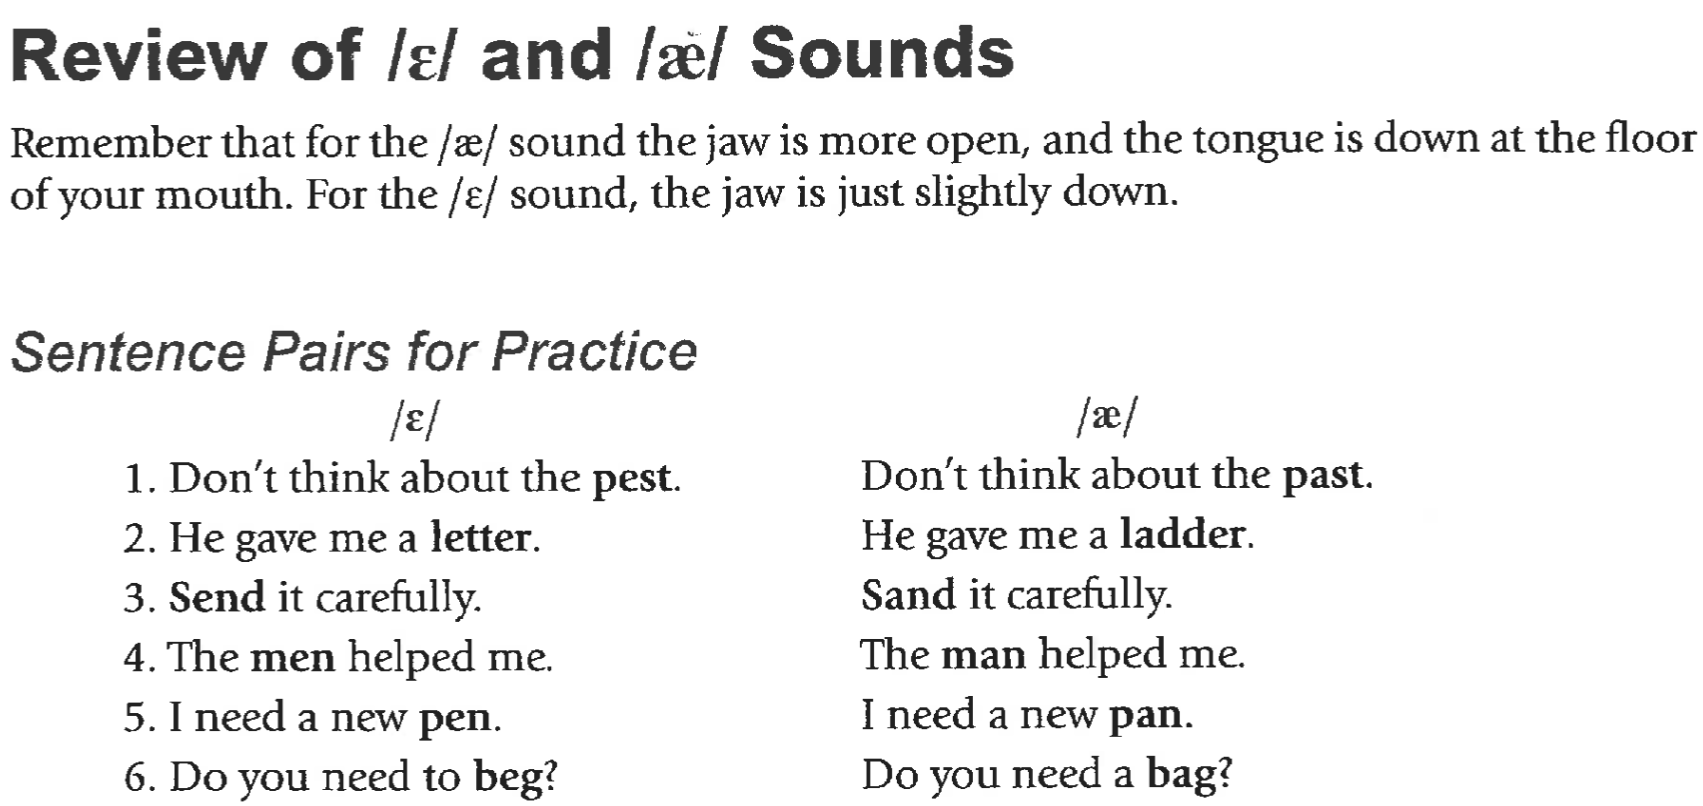 Review of /ɛ/ and /æ/ Sounds
Remember that for the /æ/ sound the jaw is more open, and the tongue is down at the floor
of your mouth. For the /ɛ/ sound, the jaw is just slightly down.
Sentence Pairs for Practice
/ɛ/ /æ/
1. Don't think about the pest. Don't think about the past.
2. He gave me a letter. He gave me a ladder.
3. Send it carefully. Sand it carefully.
4. The men helped me. The man helped me.
5. I need a new pen. I need a new pan.
6. Do you need to beg? Do you need a bag?